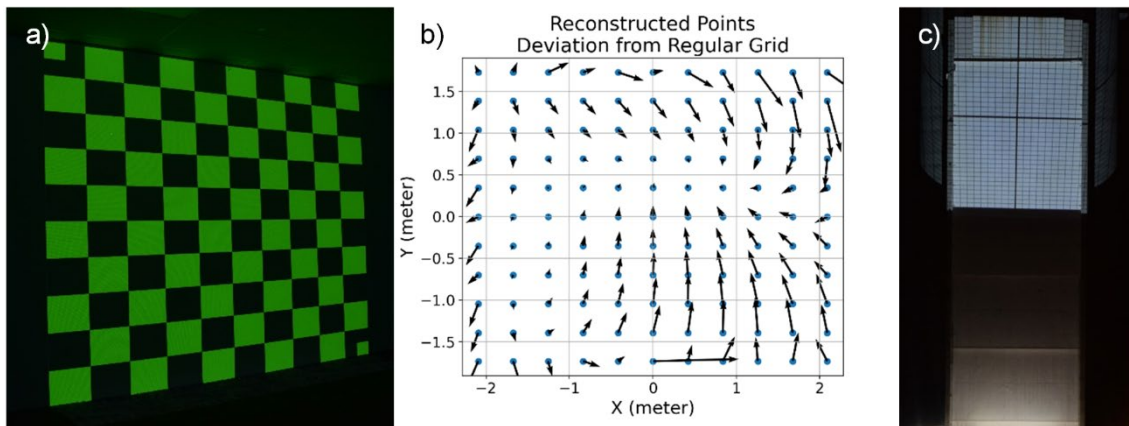 a)
b)
Reconstructed Points
Deviation from Regular Grid
Y (meter)
1.5
1.0
0.5
0.0
−0.5
−1.0
−1.5
−2
−1
0
1
2
X (meter)
c)